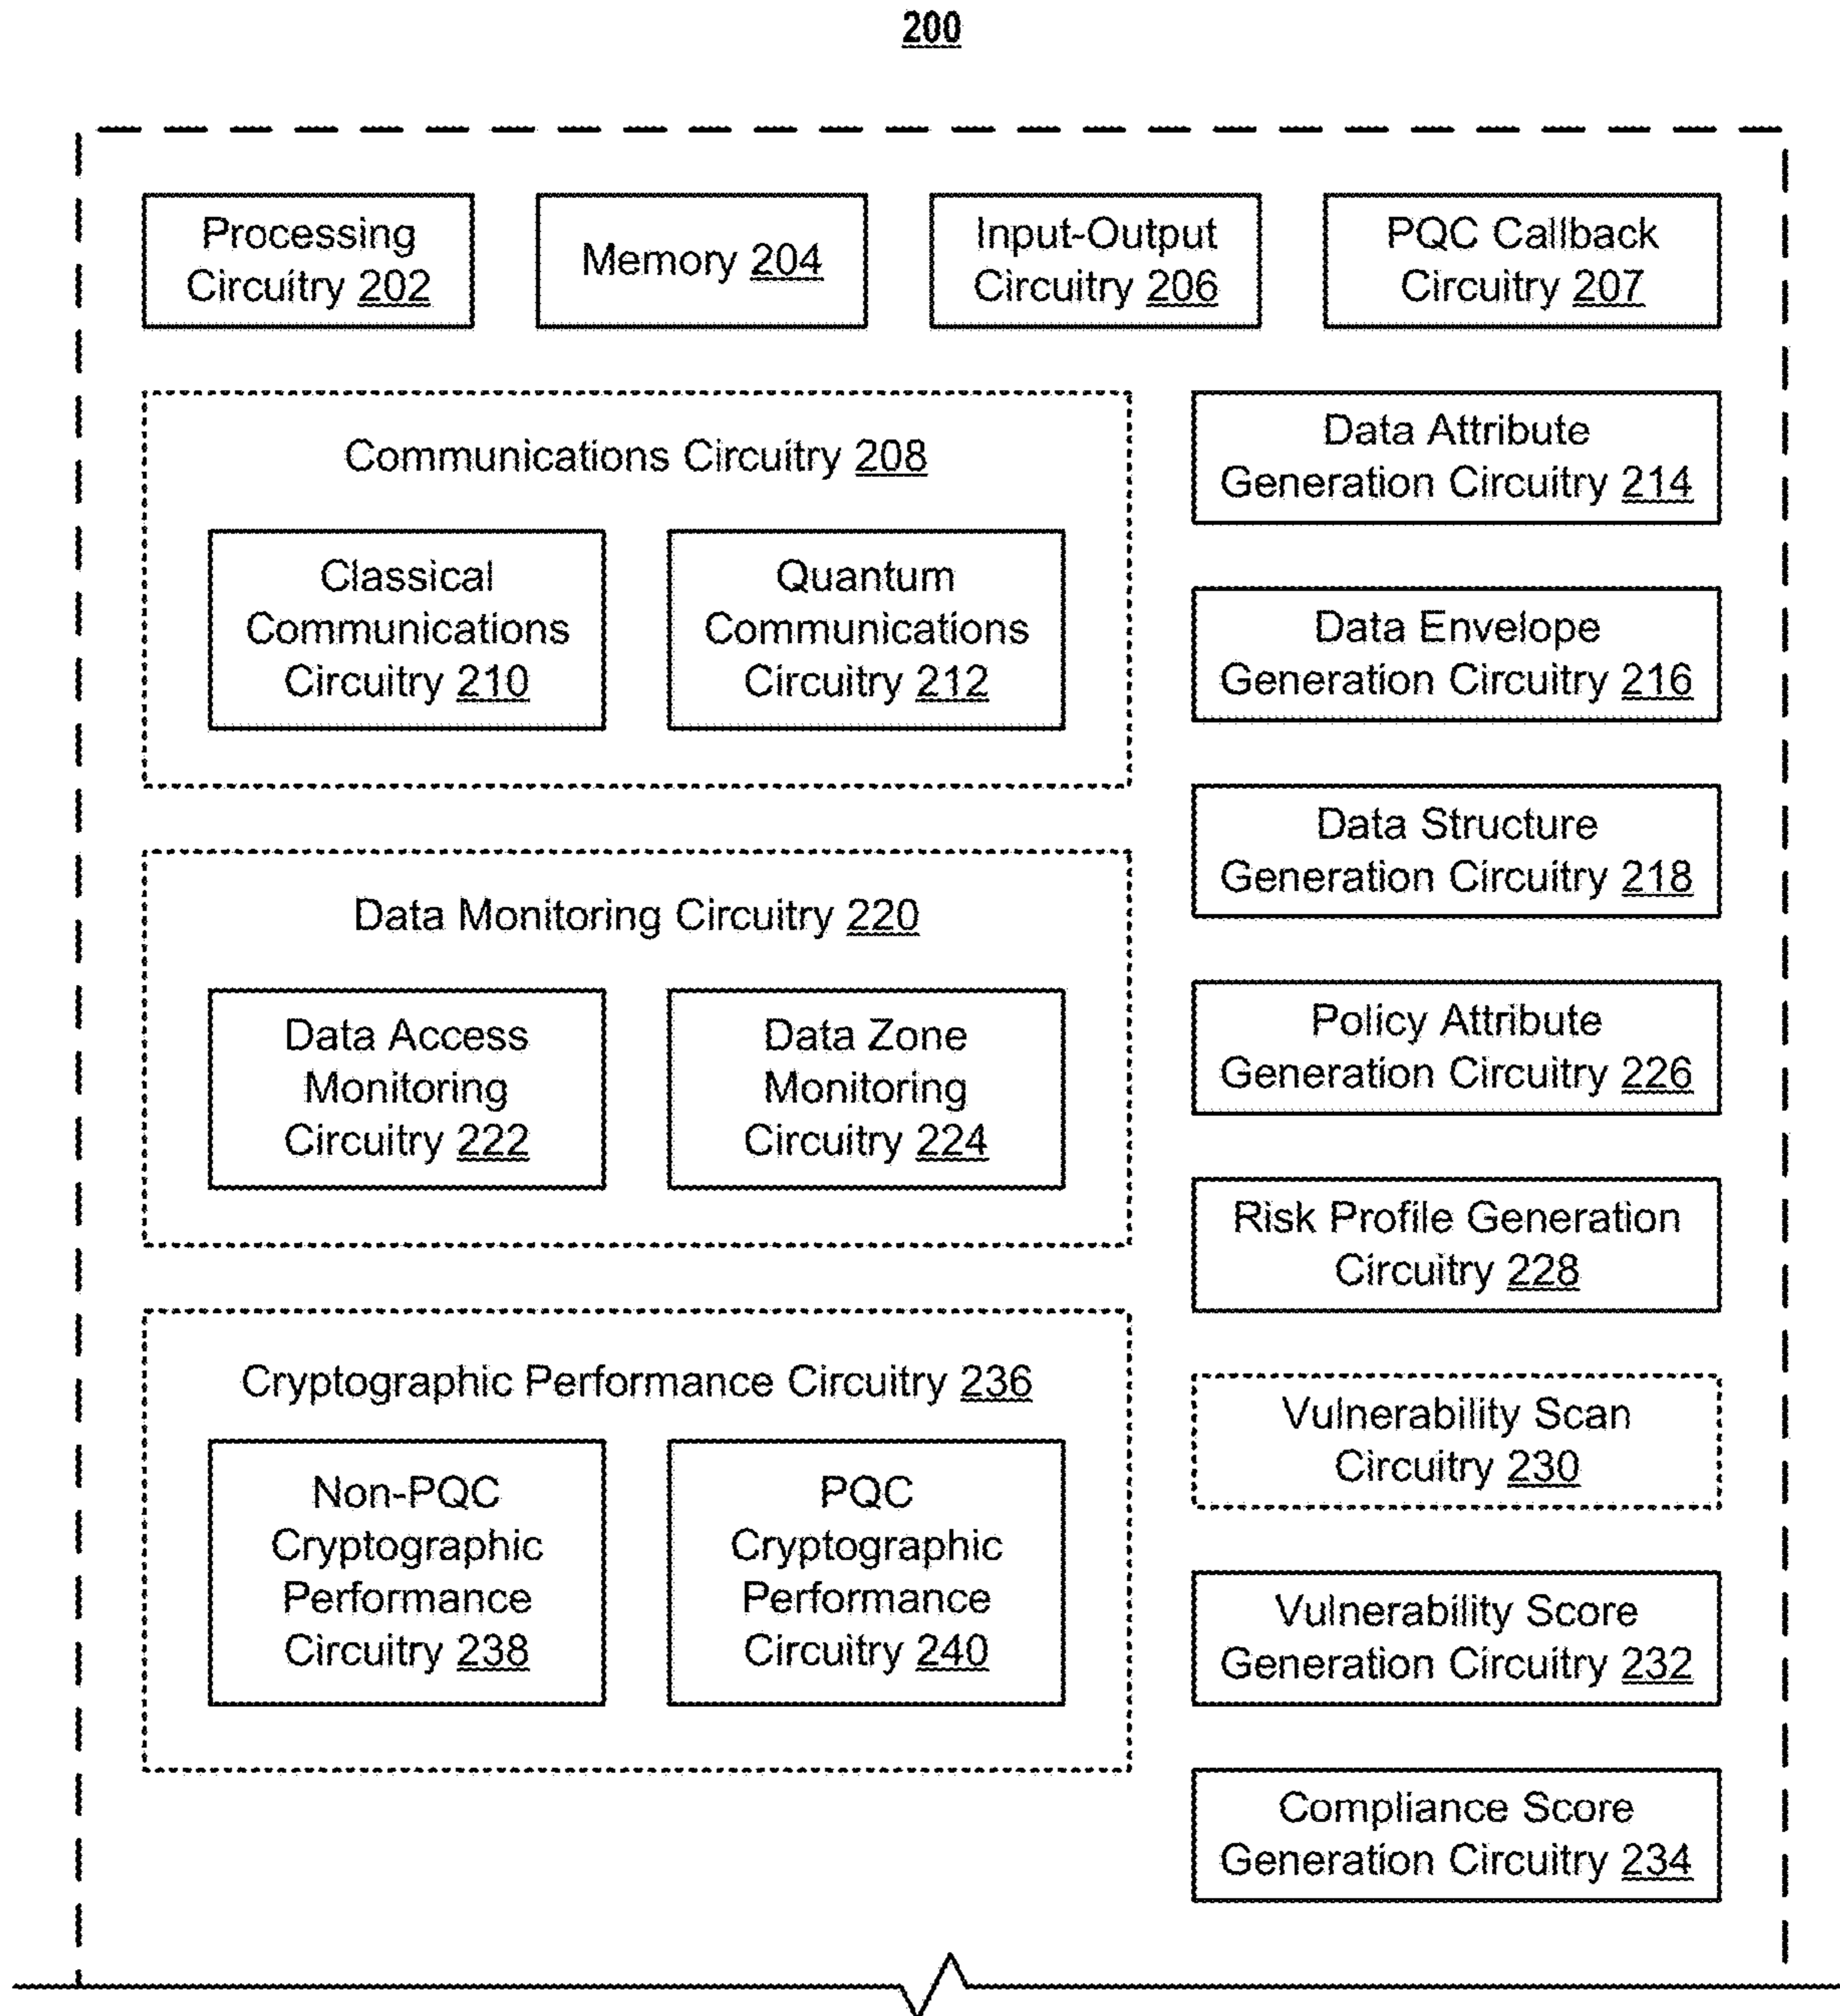 200
Processing
Circuitry 202
Memory 204
Input-Output
Circuitry 206
PQC Callback
Circuitry 207
Communications Circuitry 208
Classical
Communications
Circuitry 210
Quantum
Communications
Circuitry 212
Data Attribute
Generation Circuitry 214
Data Envelope
Generation Circuitry 216
Data Structure
Generation Circuitry 218
Data Monitoring Circuitry 220
Data Access
Monitoring
Circuitry 222
Data Zone
Monitoring
Circuitry 224
Policy Attribute
Generation Circuitry 226
Risk Profile Generation
Circuitry 228
Vulnerability Scan
Circuitry 230
Vulnerability Score
Generation Circuitry 232
Compliance Score
Generation Circuitry 234
Cryptographic Performance Circuitry 236
Non-PQC
Cryptographic
Performance
Circuitry 238
PQC
Cryptographic
Performance
Circuitry 240